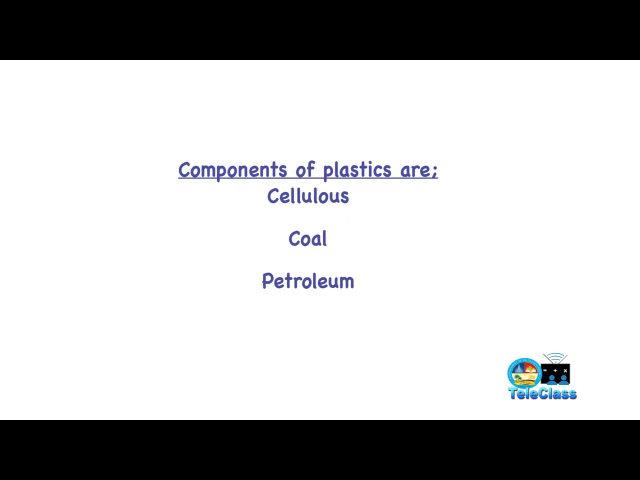 Components of plastics are;
Cellulous
Coal
Petroleum
TeleClass